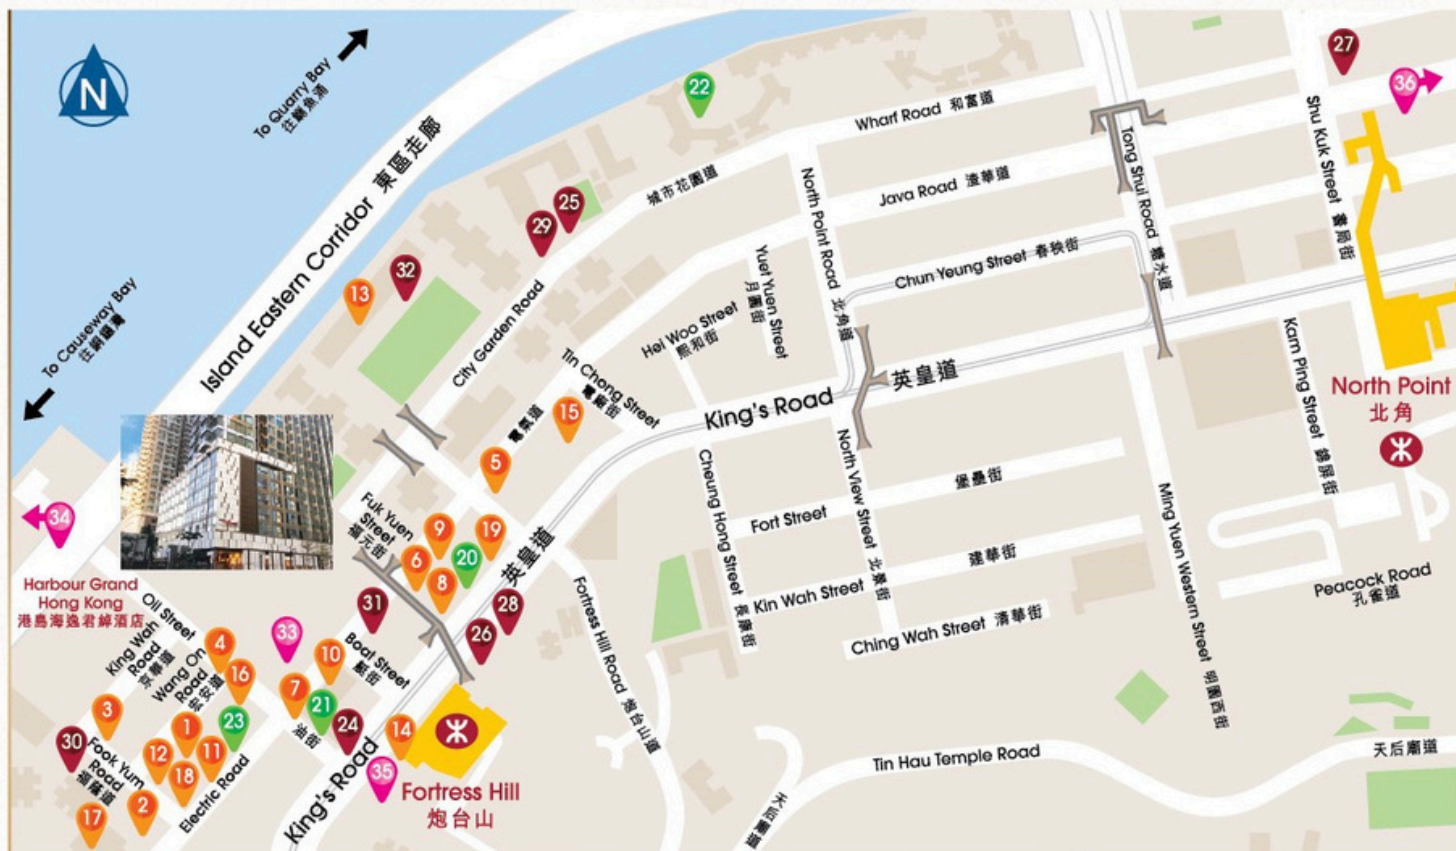 N
To Quarry Bay
往鰂魚涌
To Causeway Bay
往銅鑼灣
Island Eastern Corridor 東區走廊
22
27
36
Wharf Road 和富道
城市花園道
Java Road 渣華道
North Point Road 北角道
Tong Shui Road 糖水道
Shu Kuk Street 書局街
25
29
32
13
City Garden Road
Yuet Yuen Street
月園街
Hei Woo Street
熙和街
Chun Yeung Street 春秧街
Tin Chong Street
電廠街
電氣道
15
5
King's Road 英皇道
North Point
北角
Kam Ping Street 錦屏街
Cheung Hong Street 長康街
North View Street 北景街
Fort Street
堡壘街
Kin Wah Street
建華街
Ching Wah Street 清華街
Ming Yuen Western Street 明園西街
Peacock Road
孔雀道
34
Harbour Grand
Hong Kong
港島海逸君綽酒店
Fuk Yuen
Street
福元街
9
19
6
20
8
英皇道
28
26
31
Fortress Hill Road 炮台山道
Oil Street
King Wah
Road
京華道
Wang On
Road
宏安道
4
33
10
Boat Street
艇街
16
7
21
24
油街
3
1
23
30
Fook Yum
Road
福蔭道
12
11
18
2
17
Electric Road
King's Road
14
35
Fortress Hill
炮台山
Tin Hau Temple Road
天后廟道
天后廟道